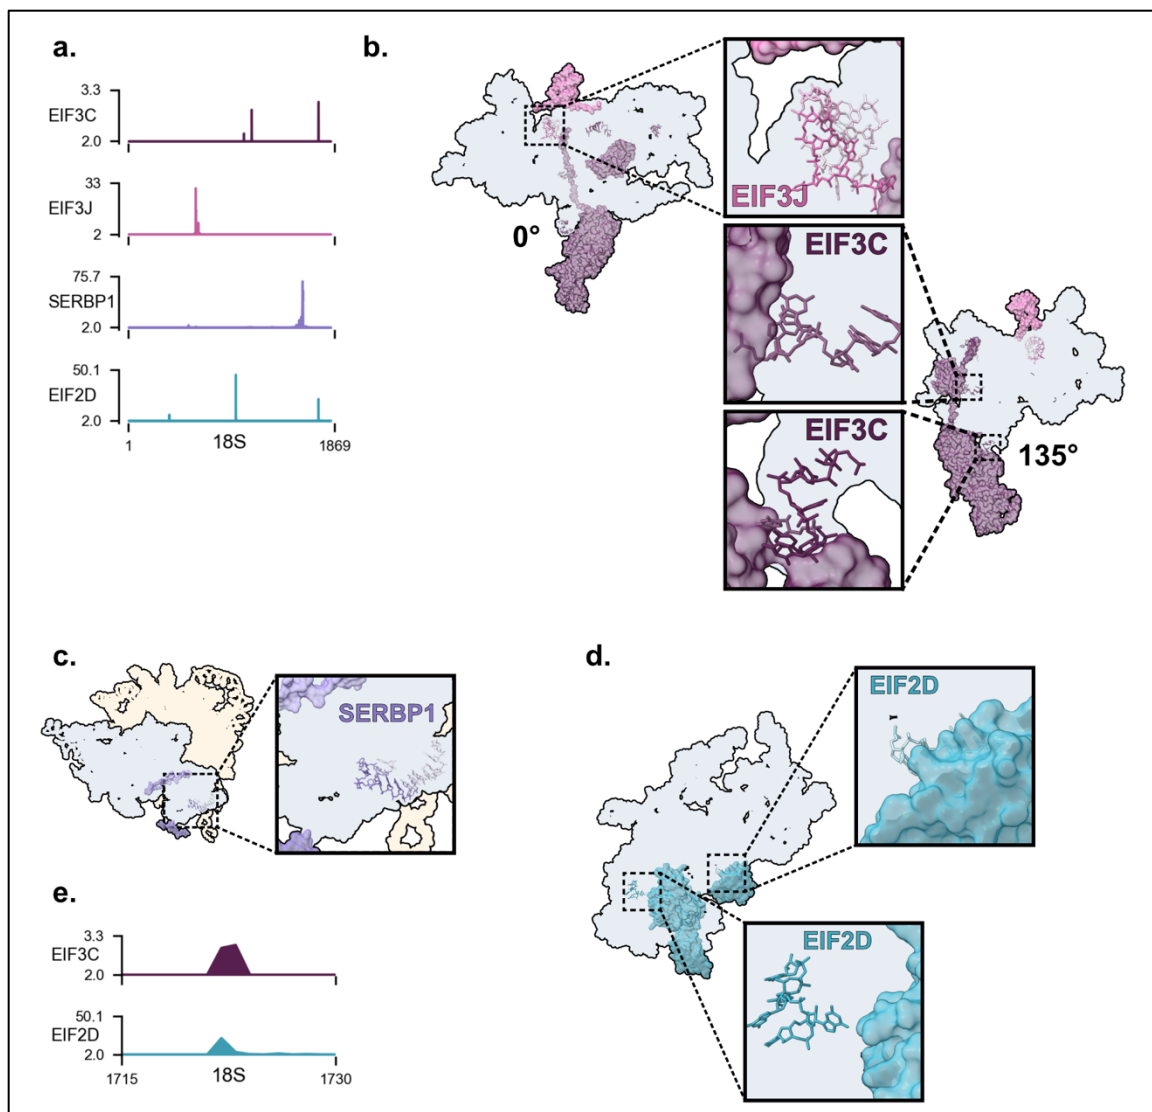 a.
3.3
EIF3C
2.0
33
EIF3J
2
75.7
SERBP1
2.0
50.1
EIF2D
2.0
1
18S
1869
b.
0°
EIF3J
EIF3C
EIF3C
135°
c.
SERBP1
d.
EIF2D
EIF2D
e.
3.3
EIF3C
2.0
50.1
EIF2D
2.0
1715
18S
1730